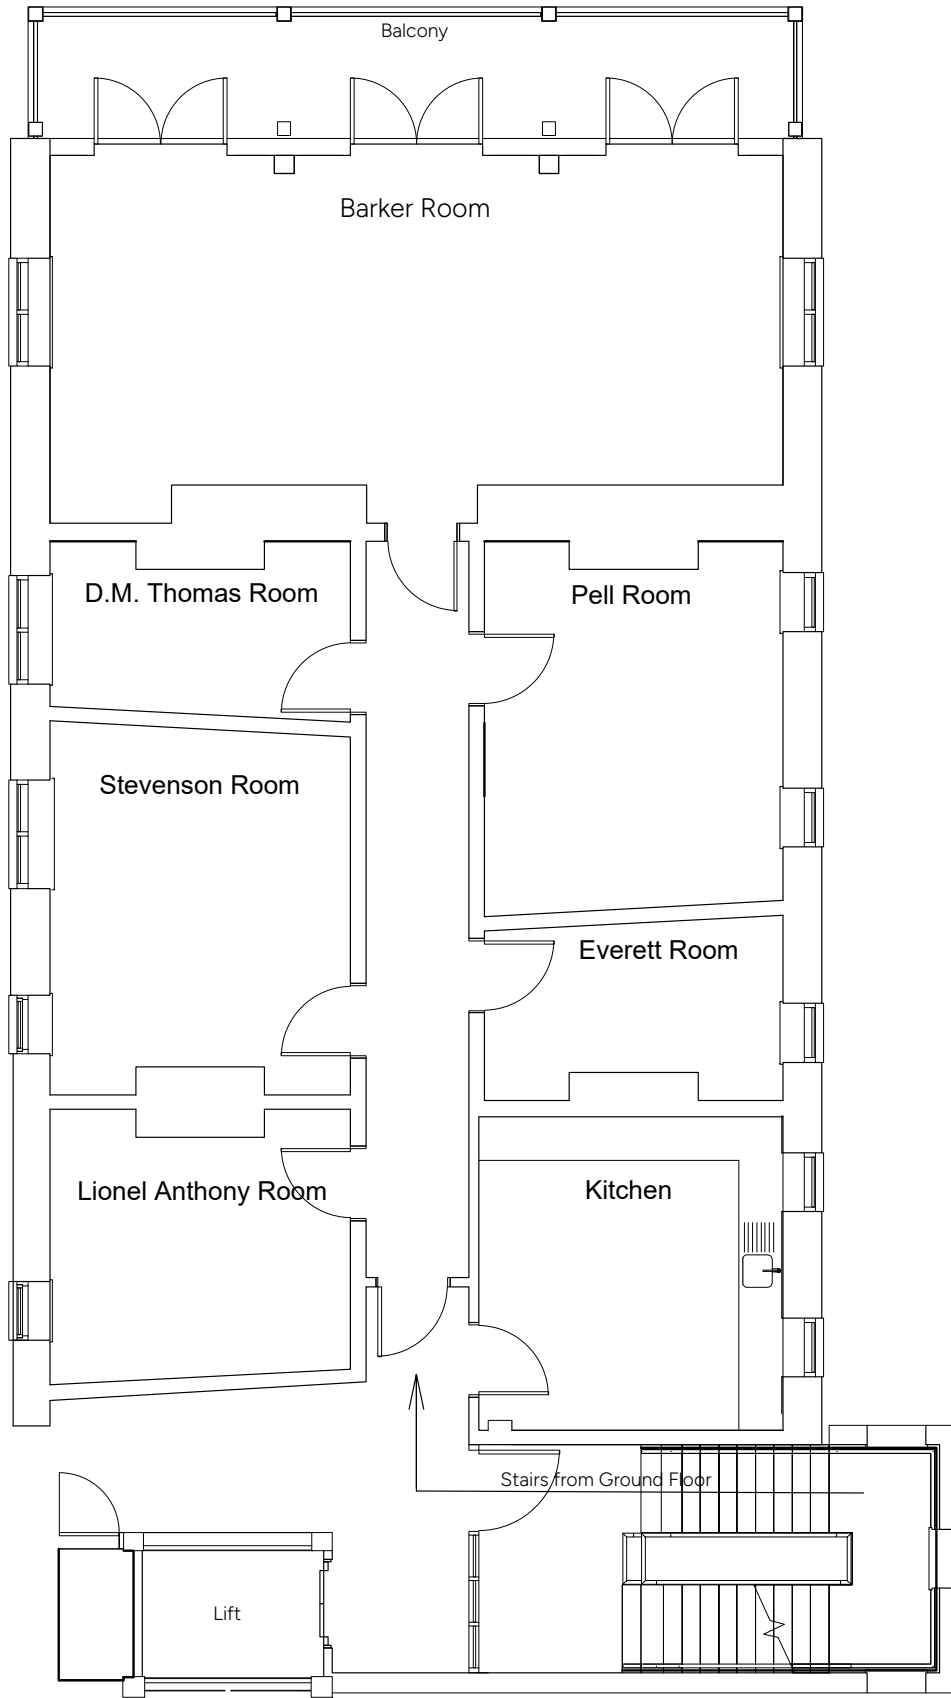 Balcony
Barker Room
D.M. Thomas Room
Pell Room
Stevenson Room
Everett Room
Lionel Anthony Room
Kitchen
Stairs from Ground Floor
Lift